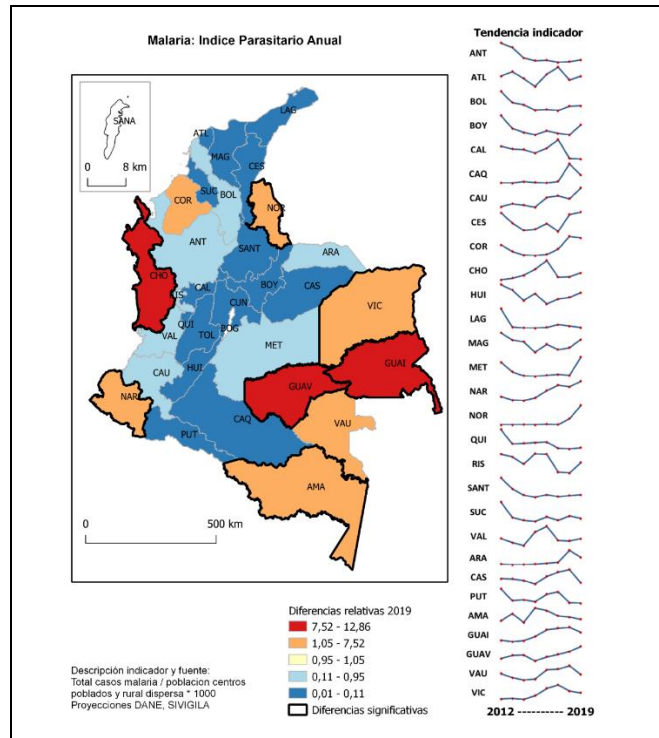 Malaria: Indice Parasitario Anual
SANA
0 8 km
LAG
ATL
MAG
CES
SUC
COR
BOL
NOR
ANT
SANT
ARA
CHO
CAL
BOY
CAS
RIS
CUN
VIC
QUI
BOG
VAL
TOL
MET
CAU
HUI
GUAI
GUAV
NAR
CAQ
VAU
PUT
AMA
0 500 km
Diferencias relativas 2019
7,52 - 12,86
1,05 - 7,52
0,95 - 1,05
0,11 - 0,95
0,01 - 0,11
Diferencias significativas
Descripción indicador y fuente:
Total casos malaria / poblacion centros
poblados y rural dispersa * 1000
Proyecciones DANE, SIVIGILA
Tendencia indicador
ANT
ATL
BOL
BOY
CAL
CAQ
CAU
CES
COR
CHO
HUI
LAG
MAG
MET
NAR
NOR
QUI
RIS
SANT
SUC
VAL
ARA
CAS
PUT
AMA
GUAI
GUAV
VAU
VIC
2012 ---------- 2019